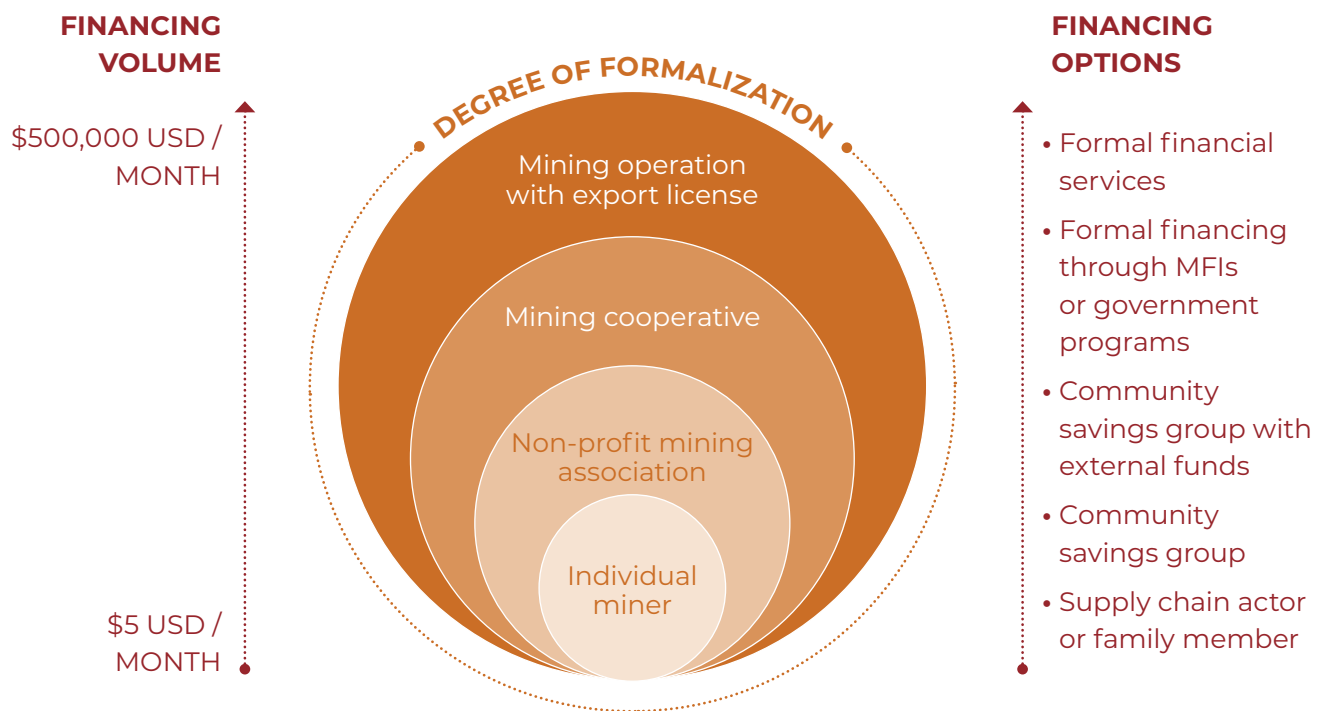 FINANCING
VOLUME
$500,000 USD /
MONTH
$5 USD /
MONTH
DEGREE OF FORMALIZATION
Mining operation
with export license
Mining cooperative
Non-profit mining
association
Individual
miner
FINANCING
OPTIONS
• Formal financial
services
• Formal financing
through MFIs
or government
programs
• Community
savings group with
external funds
• Community
savings group
• Supply chain actor
or family member